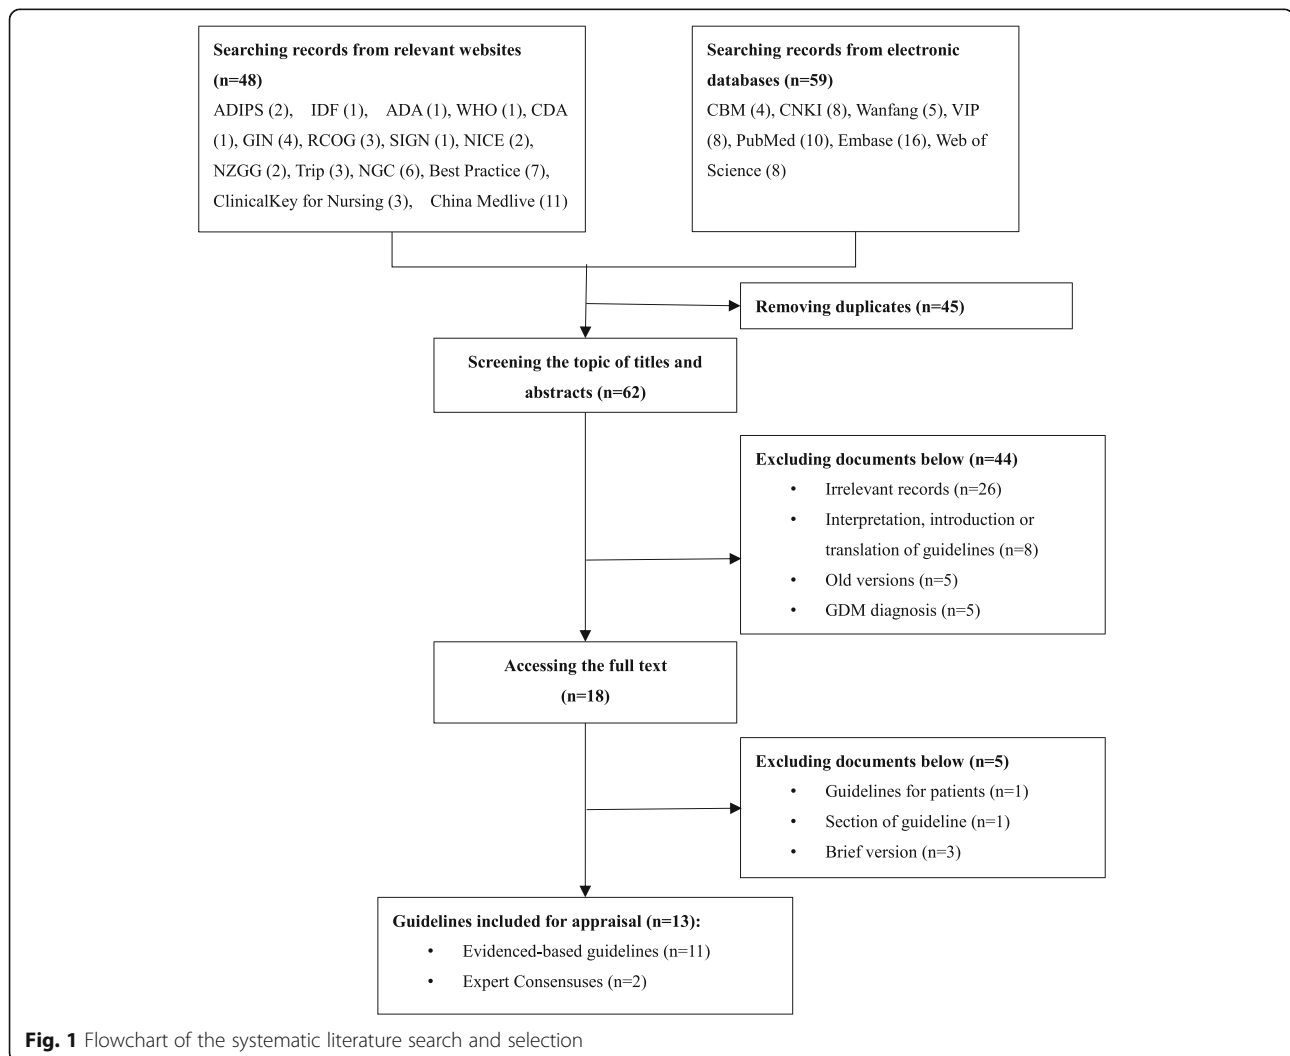 Searching records from relevant websites
(n=48)
ADIPS (2), IDF (1), ADA (1), WHO (1), CDA
(1), GIN (4), RCOG (3), SIGN (1), NICE (2),
NZGG (2), Trip (3), NGC (6), Best Practice (7),
ClinicalKey for Nursing (3), China Medlive (11)
Searching records from electronic
databases (n=59)
CBM (4), CNKI (8), Wanfang (5), VIP
(8), PubMed (10), Embase (16), Web of
Science (8)
Removing duplicates (n=45)
Screening the topic of titles and
abstracts (n=62)
Excluding documents below (n=44)
• Irrelevant records (n=26)
• Interpretation, introduction or
translation of guidelines (n=8)
• Old versions (n=5)
• GDM diagnosis (n=5)
Accessing the full text
(n=18)
Excluding documents below (n=5)
• Guidelines for patients (n=1)
• Section of guideline (n=1)
• Brief version (n=3)
Guidelines included for appraisal (n=13):
• Evidenced-based guidelines (n=11)
• Expert Consensuses (n=2)
Fig. 1 Flowchart of the systematic literature search and selection